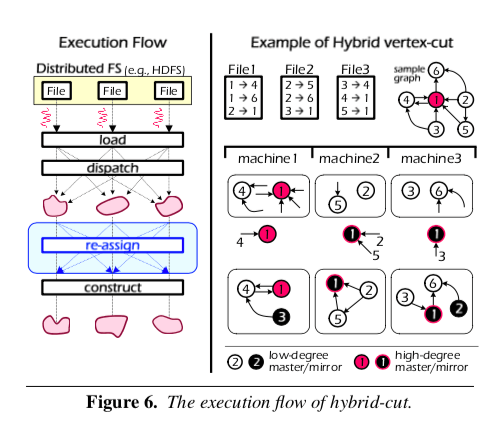 Execution Flow
Distributed FS (e.g., HDFS)
File File File
load
dispatch
re-assign
construct
Example of Hybrid vertex-cut
File1 File2 File3
1 → 4 2 → 5 3 → 4
1 → 6 2 → 6 4 → 1
2 → 1 3 → 1 5 → 1
sample
graph
6
4 1 2
3 5
machine1 machine2 machine3
4 1 5 2 3 6
4 1 1 2 5 1 3
4 1 3 1 2 5 6 3 1 2
2 2 low-degree
master/mirror
1 1 high-degree
master/mirror
Figure 6. The execution flow of hybrid-cut.